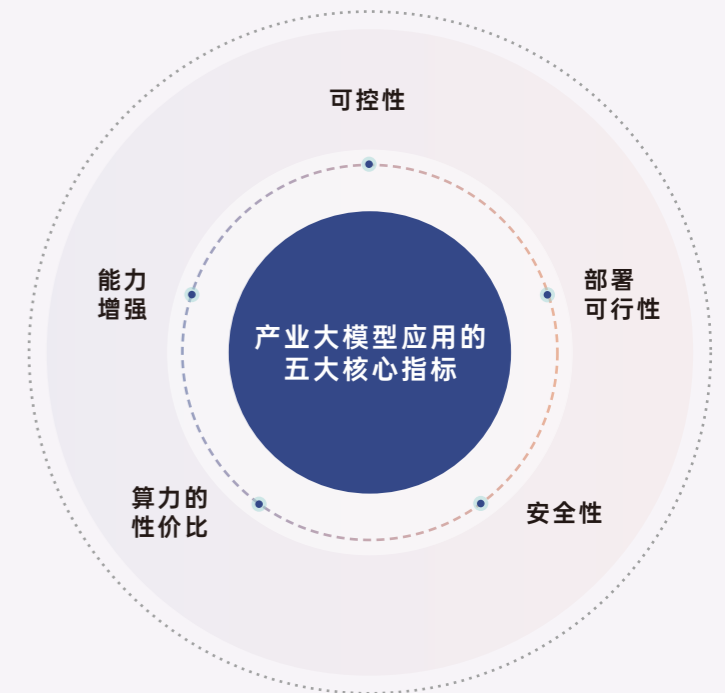 可控性
能力
增强
部署
可行性
产业大模型应用的
五大核心指标
算力的
性价比
安全性